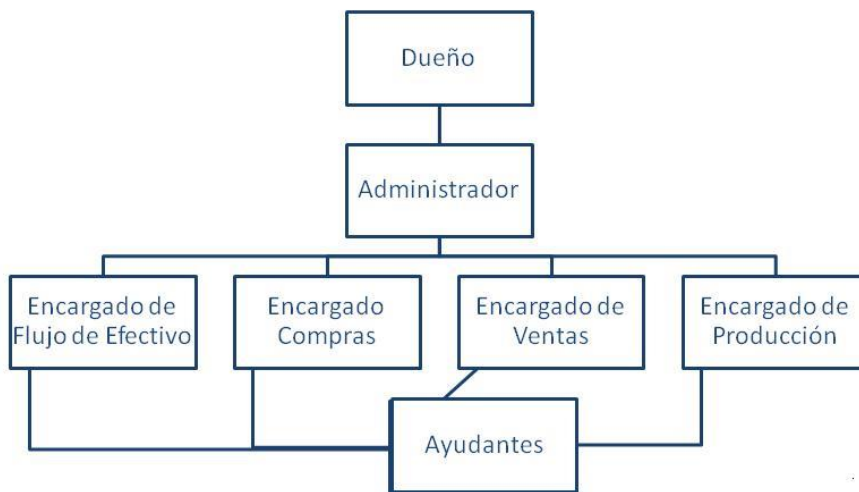 Dueño
Administrador
Encargado de
Flujo de Efectivo
Encargado
Compras
Encargado de
Ventas
Encargado de
Producción
Ayudantes